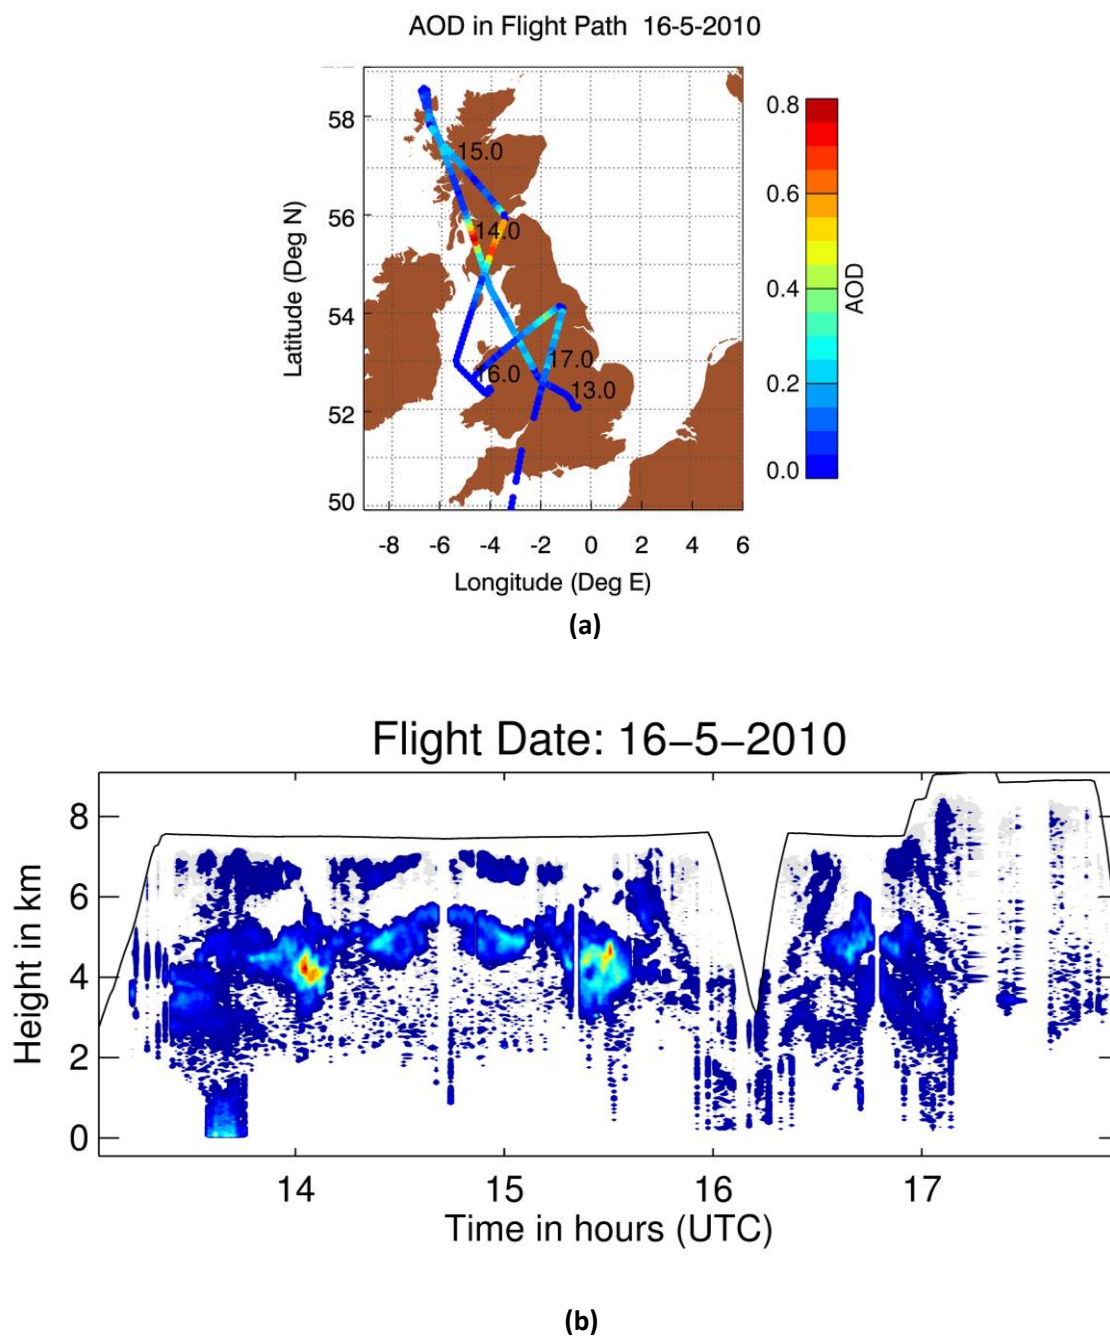 AOD in Flight Path 16-5-2010
58
56
54
52
50
Latitude (Deg N)
15.0
14.0
17.0
16.0
13.0
-8 -6 -4 -2 0 2 4 6
Longitude (Deg E)
0.8
0.6
0.4
0.2
0.0
AOD
(a)
Flight Date: 16−5−2010
8
6
4
2
0
Height in km
14 15 16 17
Time in hours (UTC)
(b)